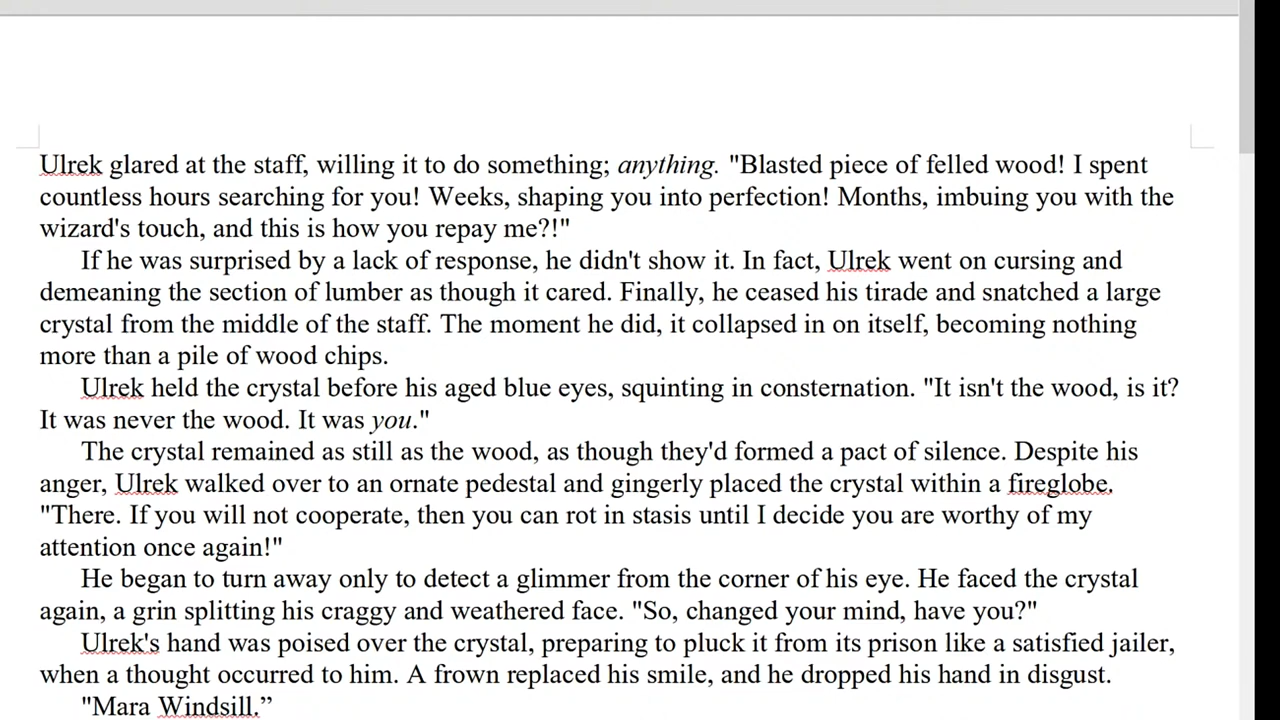 Ulrek glared at the staff, willing it to do something; anything. "Blasted piece of felled wood! I spent
countless hours searching for you! Weeks, shaping you into perfection! Months, imbuing you with the
wizard's touch, and this is how you repay me?!"
If he was surprised by a lack of response, he didn't show it. In fact, Ulrek went on cursing and
demeaning the section of lumber as though it cared. Finally, he ceased his tirade and snatched a large
crystal from the middle of the staff. The moment he did, it collapsed in on itself, becoming nothing
more than a pile of wood chips.
Ulrek held the crystal before his aged blue eyes, squinting in consternation. "It isn't the wood, is it?
It was never the wood. It was you."
The crystal remained as still as the wood, as though they'd formed a pact of silence. Despite his
anger, Ulrek walked over to an ornate pedestal and gingerly placed the crystal within a fireglobe.
"There. If you will not cooperate, then you can rot in stasis until I decide you are worthy of my
attention once again!"
He began to turn away only to detect a glimmer from the corner of his eye. He faced the crystal
again, a grin splitting his craggy and weathered face. "So, changed your mind, have you?"
Ulrek's hand was poised over the crystal, preparing to pluck it from its prison like a satisfied jailer,
when a thought occurred to him. A frown replaced his smile, and he dropped his hand in disgust.
"Mara Windsill.”